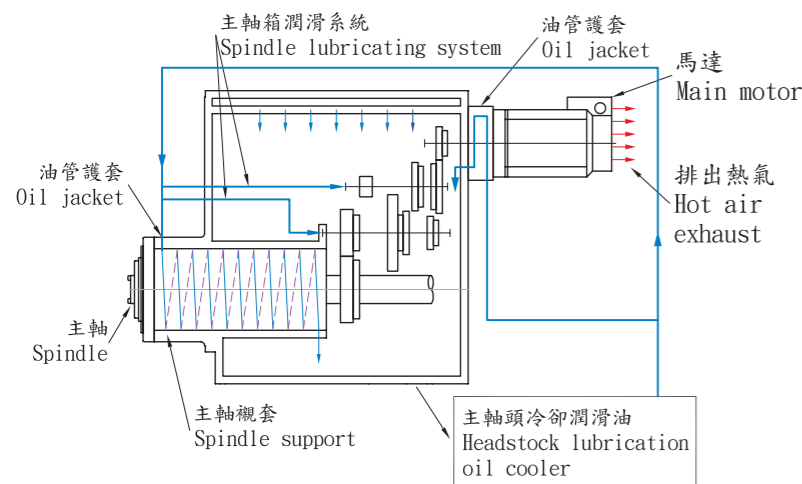 主軸箱潤滑系統
Spindle lubricating system
油管護套
Oil jacket
馬達
Main motor
油管護套
Oil jacket
排出熱氣
Hot air
exhaust
主軸
Spindle
主軸襯套
Spindle support
主軸頭冷卻潤滑油
Headstock lubrication
oil cooler